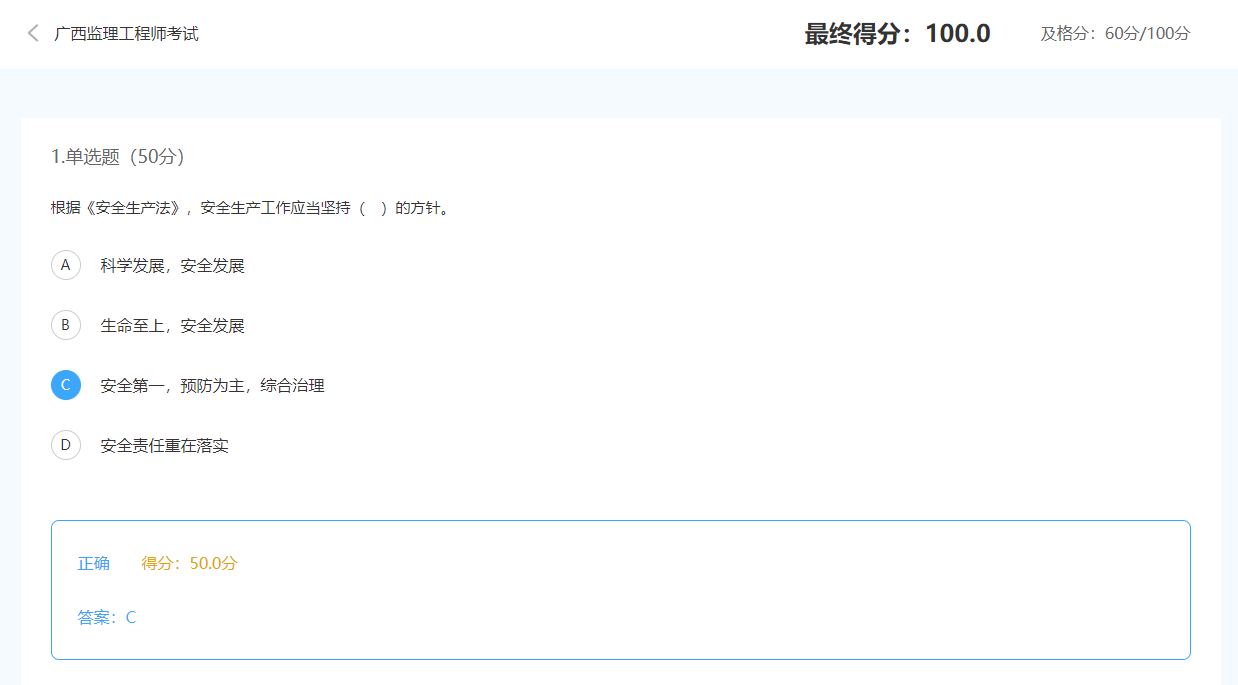 广西监理工程师考试
最终得分：100.0
及格分：60分/100分
1.单选题（50分）
根据《安全生产法》，安全生产工作应当坚持（ ）的方针。
A 科学发展，安全发展
B 生命至上，安全发展
C 安全第一，预防为主，综合治理
D 安全责任重在落实
正确 得分：50.0分
答案：C